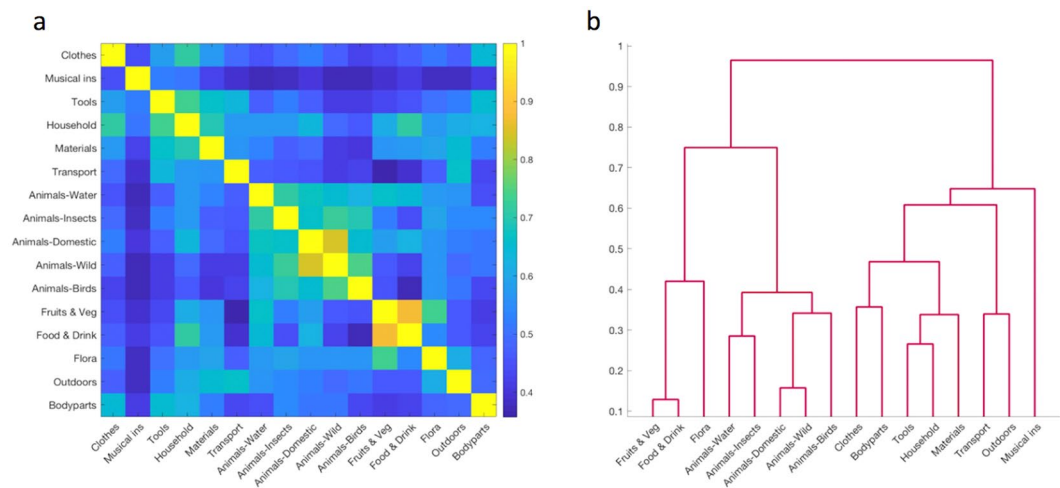 a
Clothes
Musical ins
Tools
Household
Materials
Transport
Animals-Water
Animals-Insects
Animals-Domestic
Animals-Wild
Animals-Birds
Fruits & Veg
Food & Drink
Flora
Outdoors
Bodyparts
Clothes
Musical ins
Tools
Household
Materials
Transport
Animals-Water
Animals-Insects
Animals-Domestic
Animals-Wild
Animals-Birds
Fruits & Veg
Food & Drink
Flora
Outdoors
Bodyparts
1
0.9
0.8
0.7
0.6
0.5
0.4
b
1
0.9
0.8
0.7
0.6
0.5
0.4
0.3
0.2
0.1
Fruits & Veg
Food & Drink
Flora
Animals-Water
Animals-Insects
Animals-Domestic
Animals-Wild
Animals-Birds
Clothes
Bodyparts
Tools
Household
Materials
Transport
Outdoors
Musical ins